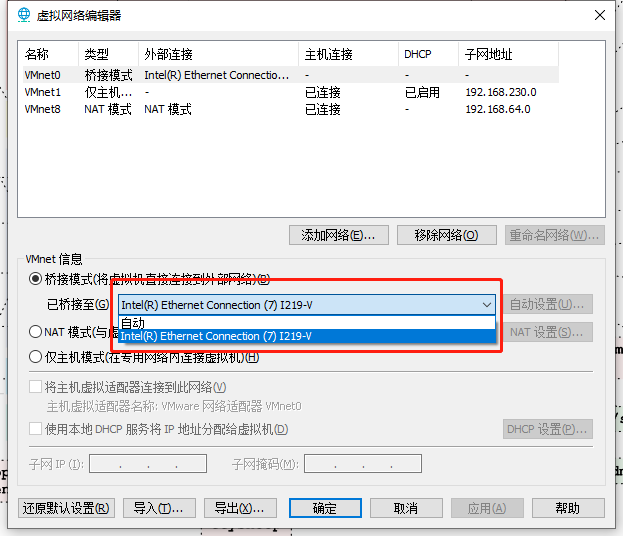 虚拟网络编辑器
名称 类型 外部连接 主机连接 DHCP 子网地址
VMnet0 桥接模式 Intel(R) Ethernet Connectio... - - -
VMnet1 仅主机... - 已连接 已启用 192.168.230.0
VMnet8 NAT 模式 NAT 模式 已连接 - 192.168.64.0
添加网络(E)... 移除网络(O) 重命名网络(W)...
VMnet 信息
桥接模式(将虚拟机直接连接到外部网络)(B)
已桥接至(G) Intel(R) Ethernet Connection (7) I219-V 自动设置(U)...
自动
NAT 模式(与虚 Intel(R) Ethernet Connection (7) I219-V NAT 设置(S)...
仅主机模式(在专用网络内连接虚拟机)(H)
将主机虚拟适配器连接到此网络(V)
主机虚拟适配器名称: VMware 网络适配器 VMnet0
使用本地 DHCP 服务将 IP 地址分配给虚拟机(D) DHCP 设置(P)...
子网 IP (I): . . . 子网掩码(M): . . .
还原默认设置(R) 导入(T)... 导出(X)... 确定 取消 应用(A) 帮助